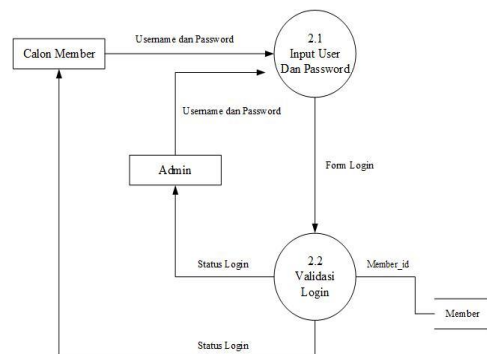 Username dan Password
Calon Member
2.1
Input User
Dan Password
Username dan Password
Admin
Form Login
Status Login
2.2
Validasi
Login
Member_id
Member
Status Login